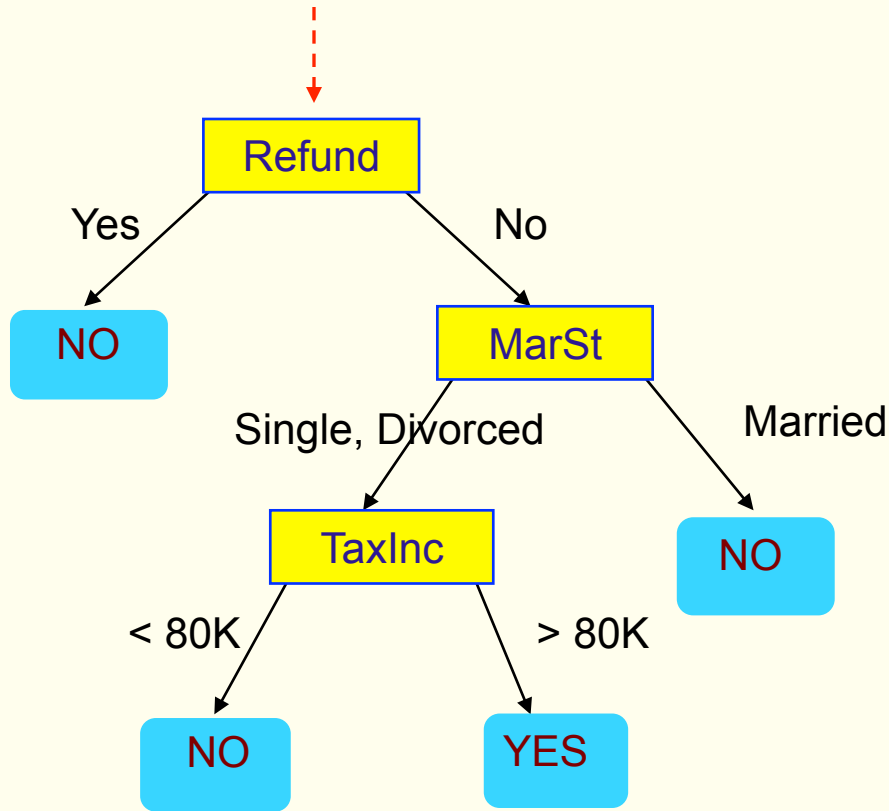 Refund
Yes
No
NO
MarSt
Single, Divorced
Married
TaxInc
NO
< 80K
> 80K
NO
YES